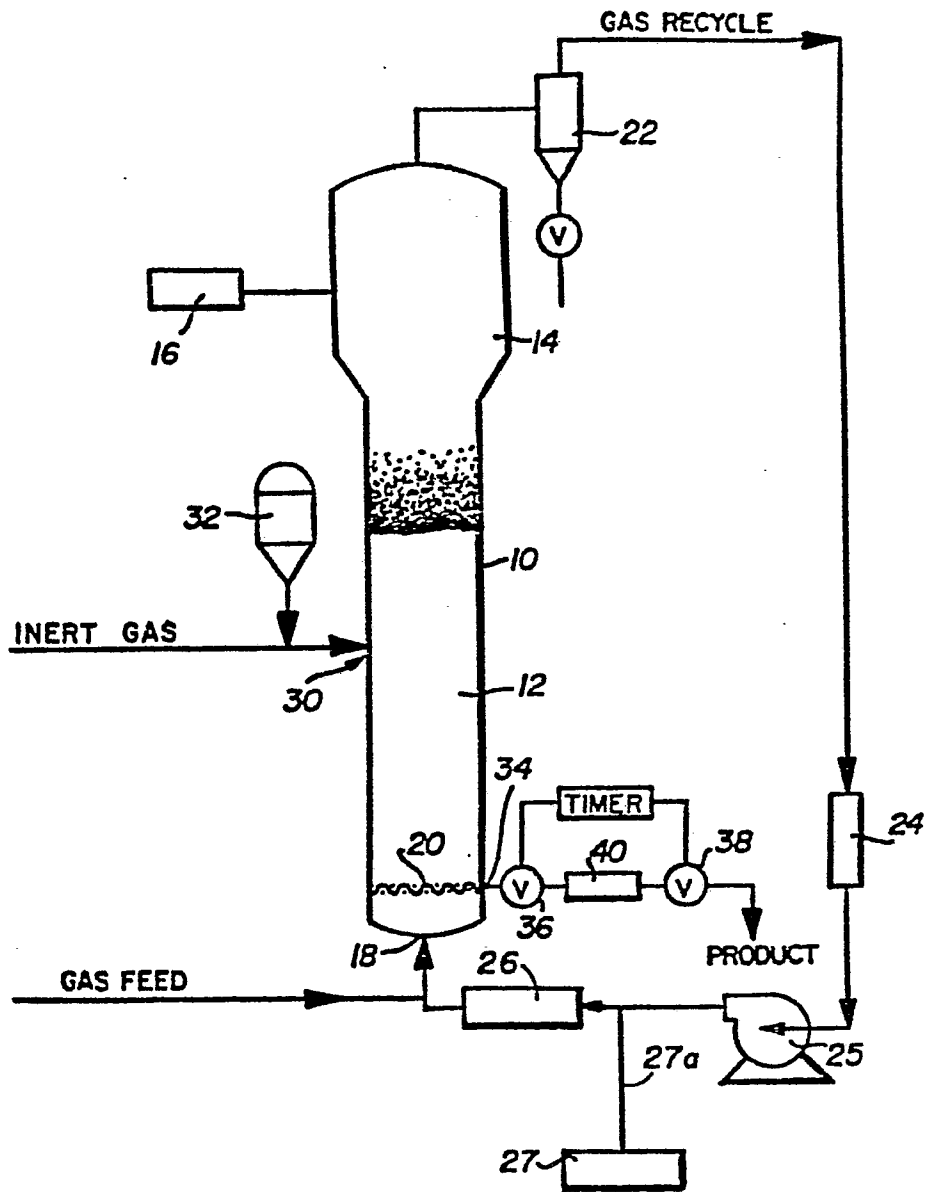 GAS RECYCLE
22
V
16
14
32
10
INERT GAS
30
12
34
TIMER
24
20
40
38
V
V
36
18
PRODUCT
26
GAS FEED
25
27a
27